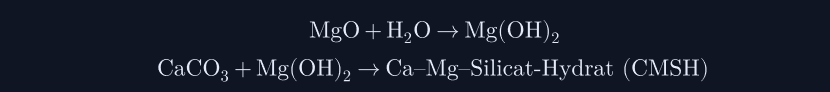 MgO + H₂O → Mg(OH)₂
CaCO₃ + Mg(OH)₂ → Ca–Mg–Silicat-Hydrat (CMSH)